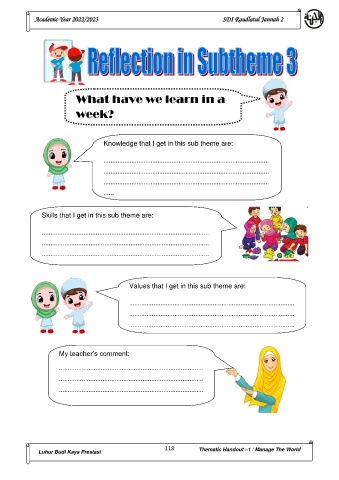 Academic Year 2022/2023 SDI Raudlatul Jannah 2
Reflection in Subtheme 3
What have we learn in a
week?
Knowledge that I get in this sub theme are:
Skills that I get in this sub theme are:
Values that I get in this sub theme are:
My teacher's comment:
Luhur Budi Kaya Prestasi 118 Thematic Handout –1 / Manage The World